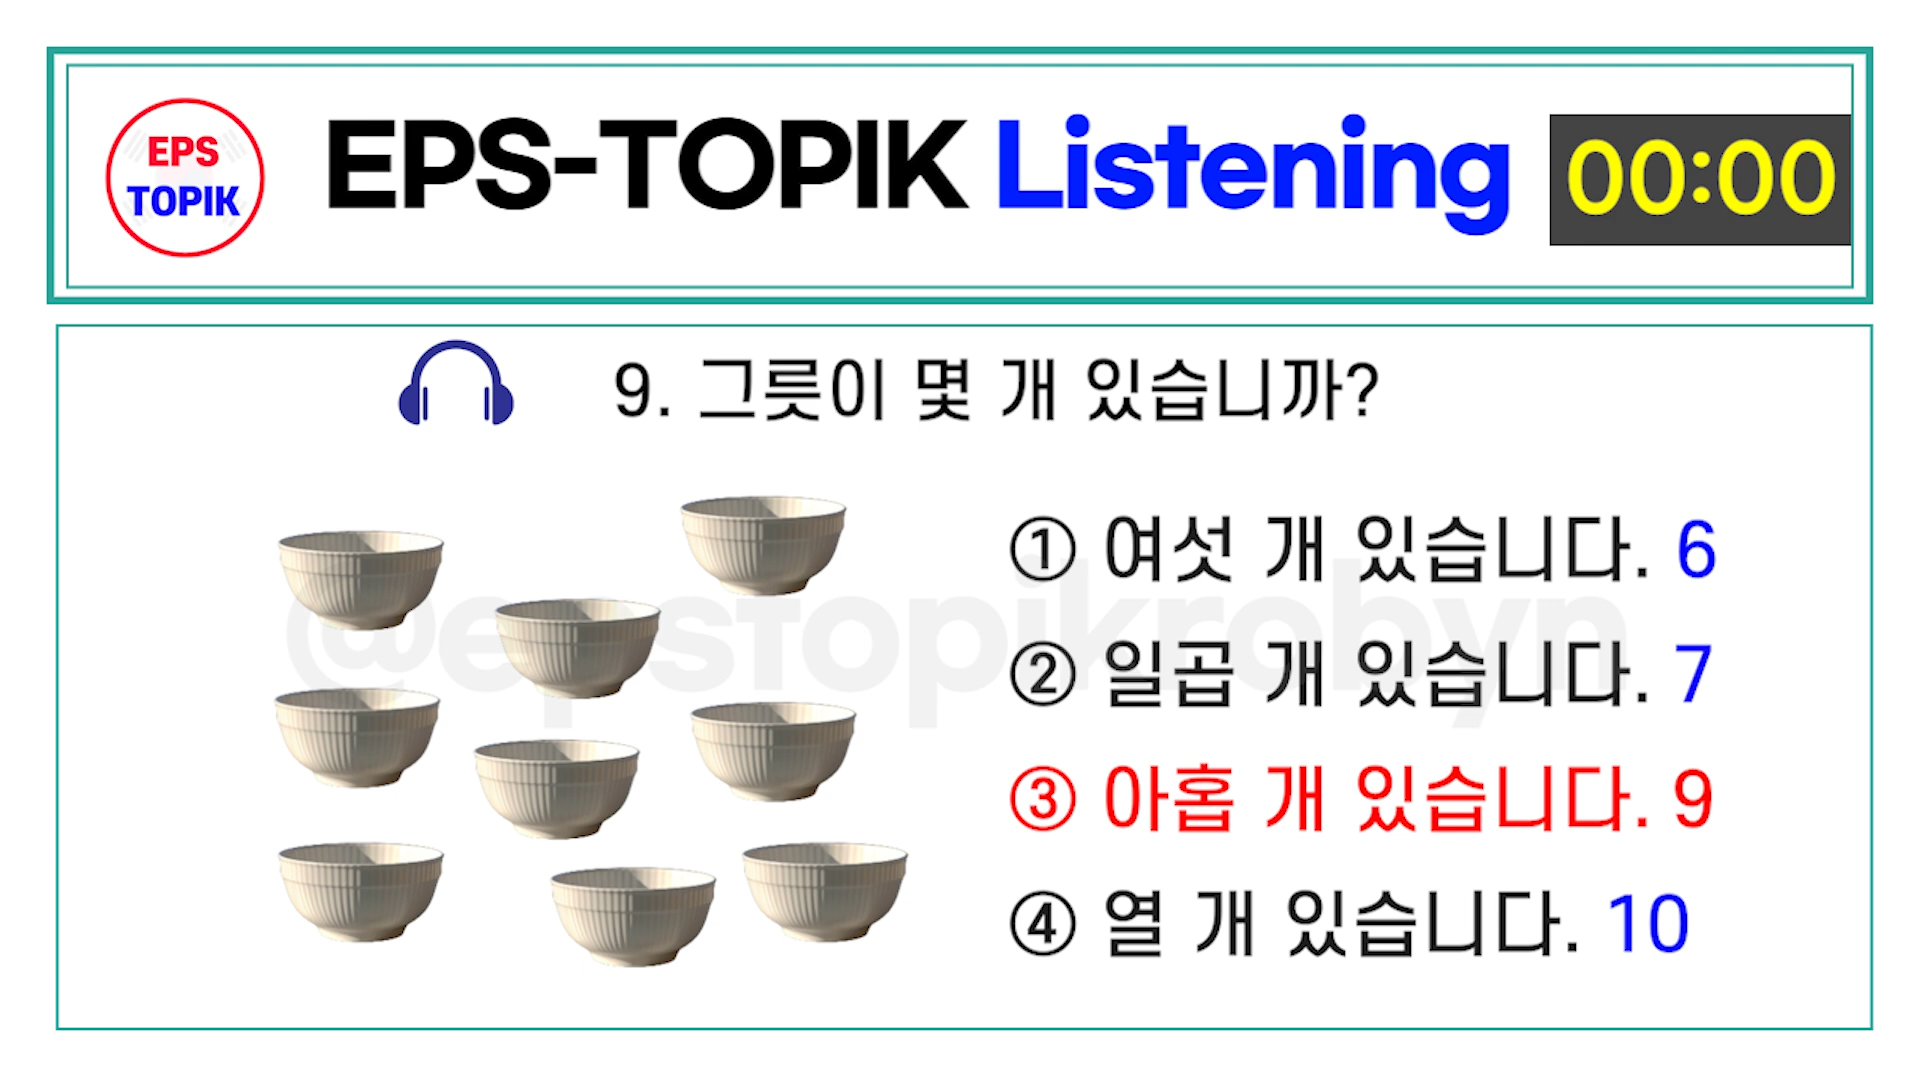 EPS
TOPIK
EPS-TOPIK Listening
00:00
9. 그릇이 몇 개 있습니까?
① 여섯 개 있습니다. 6
② 일곱 개 있습니다. 7
③ 아홉 개 있습니다. 9
④ 열 개 있습니다. 10
@epstopikrobyn